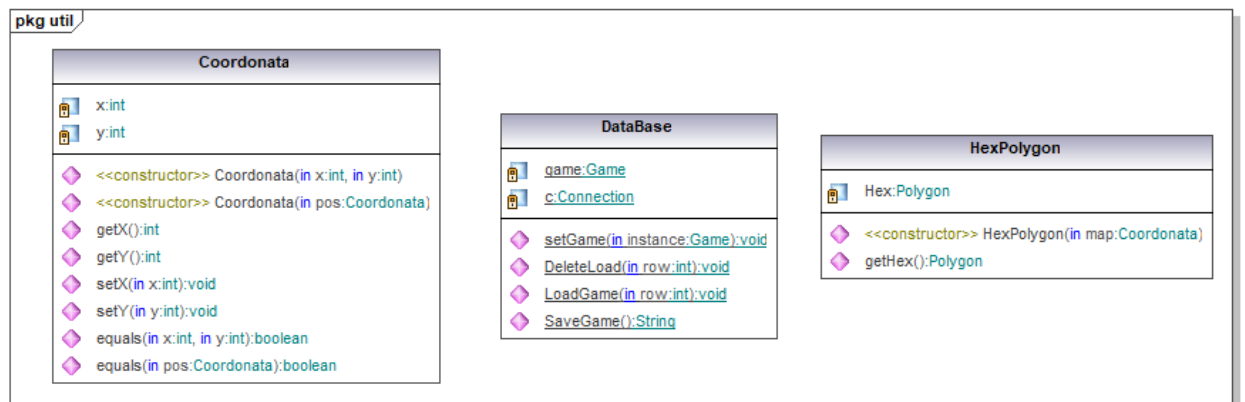 pkg util
Coordonata
x:int
y:int
<<constructor>> Coordonata(in x:int, in y:int)
<<constructor>> Coordonata(in pos:Coordonata)
getX():int
getY():int
setX(in x:int):void
setY(in y:int):void
equals(in x:int, in y:int):boolean
equals(in pos:Coordonata):boolean
DataBase
game:Game
c:Connection
setGame(in instance:Game):void
DeleteLoad(in row:int):void
LoadGame(in row:int):void
SaveGame():String
HexPolygon
Hex:Polygon
<<constructor>> HexPolygon(in map:Coordonata)
getHex():Polygon